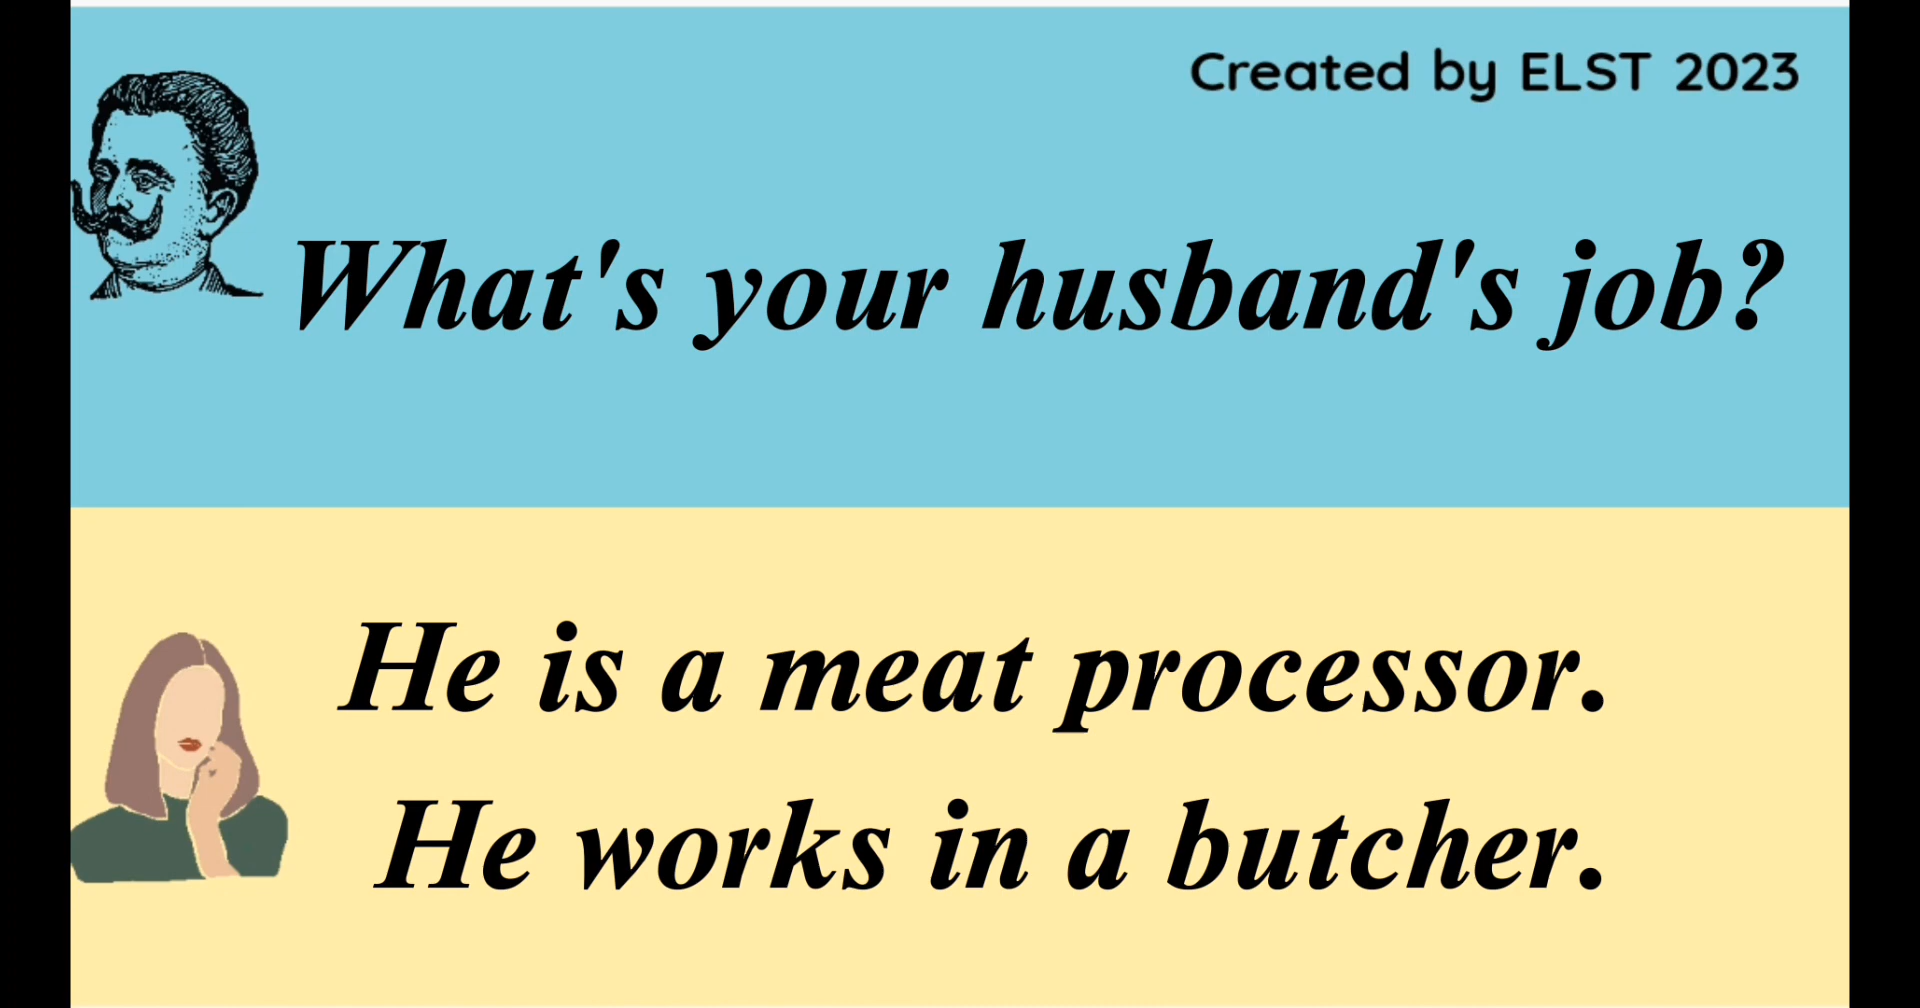 Created by ELST 2023
What's your husband's job?
He is a meat processor.
He works in a butcher.